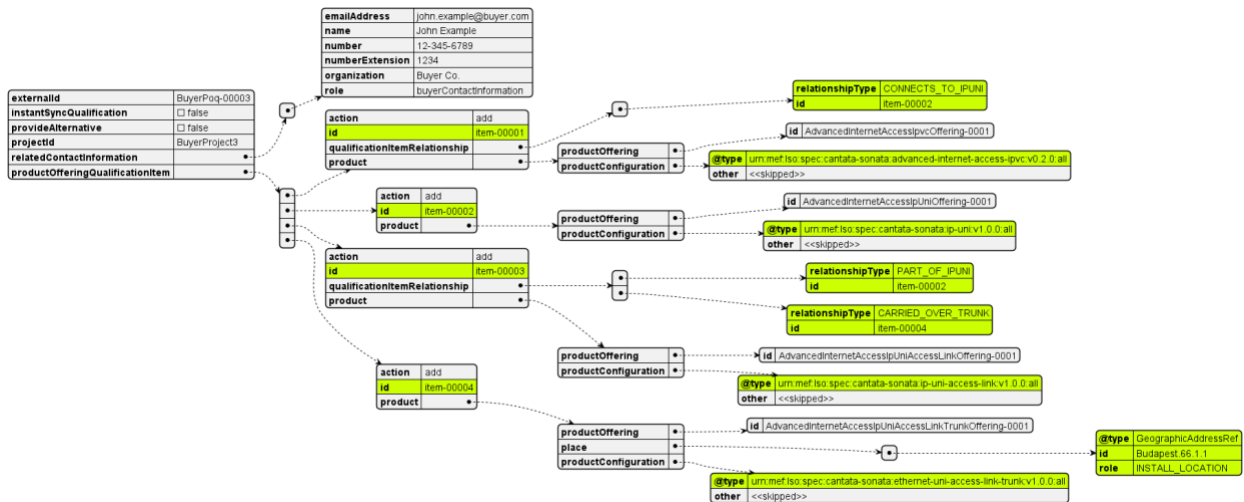 emailAddress john.example@buyer.com
name John Example
number 12-345-6789
numberExtension 1234
organization Buyer Co.
role buyerContactInformation
externalId BuyerPoq-00003
instantSyncQualification ☐ false
provideAlternative ☐ false
projectId BuyerProject3
relatedContactInformation
productOfferingQualificationItem
action add
id item-00001
qualificationItemRelationship
product
relationshipType CONNECTS_TO_IPUNI
id item-00002
productOffering
productConfiguration
id AdvancedInternetAccessIpvcOffering-0001
@type urn:mef:lso:spec:cantata-sonata:advanced-internet-access-ipvc:v0.2.0:all
other <<skipped>>
action add
id item-00002
product
productOffering
productConfiguration
id AdvancedInternetAccessIpUniOffering-0001
@type urn:mef:lso:spec:cantata-sonata:ip-uni:v1.0.0:all
other <<skipped>>
action add
id item-00003
qualificationItemRelationship
product
relationshipType PART_OF_IPUNI
id item-00002
relationshipType CARRIED_OVER_TRUNK
id item-00004
productOffering
productConfiguration
id AdvancedInternetAccessIpUniAccessLinkOffering-0001
@type urn:mef:lso:spec:cantata-sonata:ip-uni-access-link:v1.0.0:all
other <<skipped>>
action add
id item-00004
product
productOffering
place
productConfiguration
id AdvancedInternetAccessIpUniAccessLinkTrunkOffering-0001
@type GeographicAddressRef
id Budapest.66.1.1
role INSTALL_LOCATION
@type urn:mef:lso:spec:cantata-sonata:ethernet-uni-access-link-trunk:v1.0.0:all
other <<skipped>>